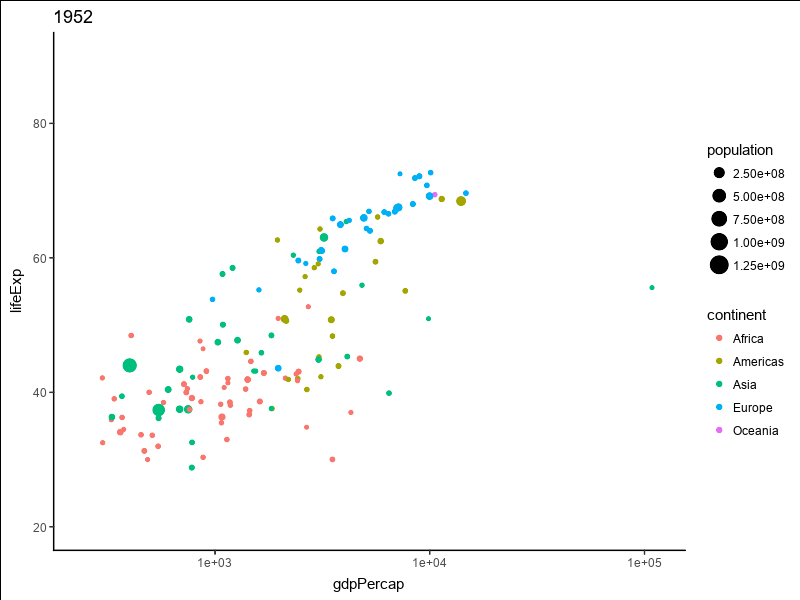 1952
lifeExp
80
60
40
20
1e+03
1e+04
1e+05
gdpPercap
population
2.50e+08
5.00e+08
7.50e+08
1.00e+09
1.25e+09
continent
Africa
Americas
Asia
Europe
Oceania